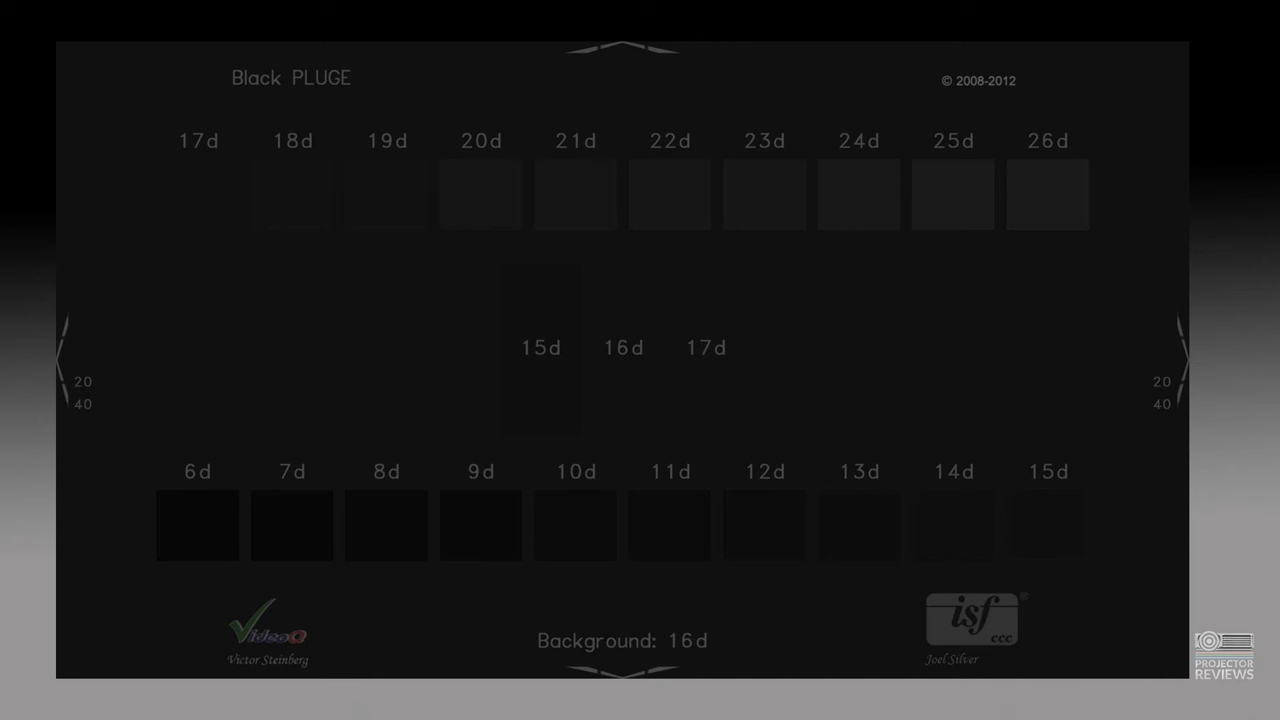 Black PLUGE
© 2008-2012
17d 18d 19d 20d 21d 22d 23d 24d 25d 26d
15d 16d 17d
20 20
40 40
6d 7d 8d 9d 10d 11d 12d 13d 14d 15d
VideoQ
Victor Steinberg
isf
ccc
®
Joel Silver
Background: 16d
PROJECTOR
REVIEWS